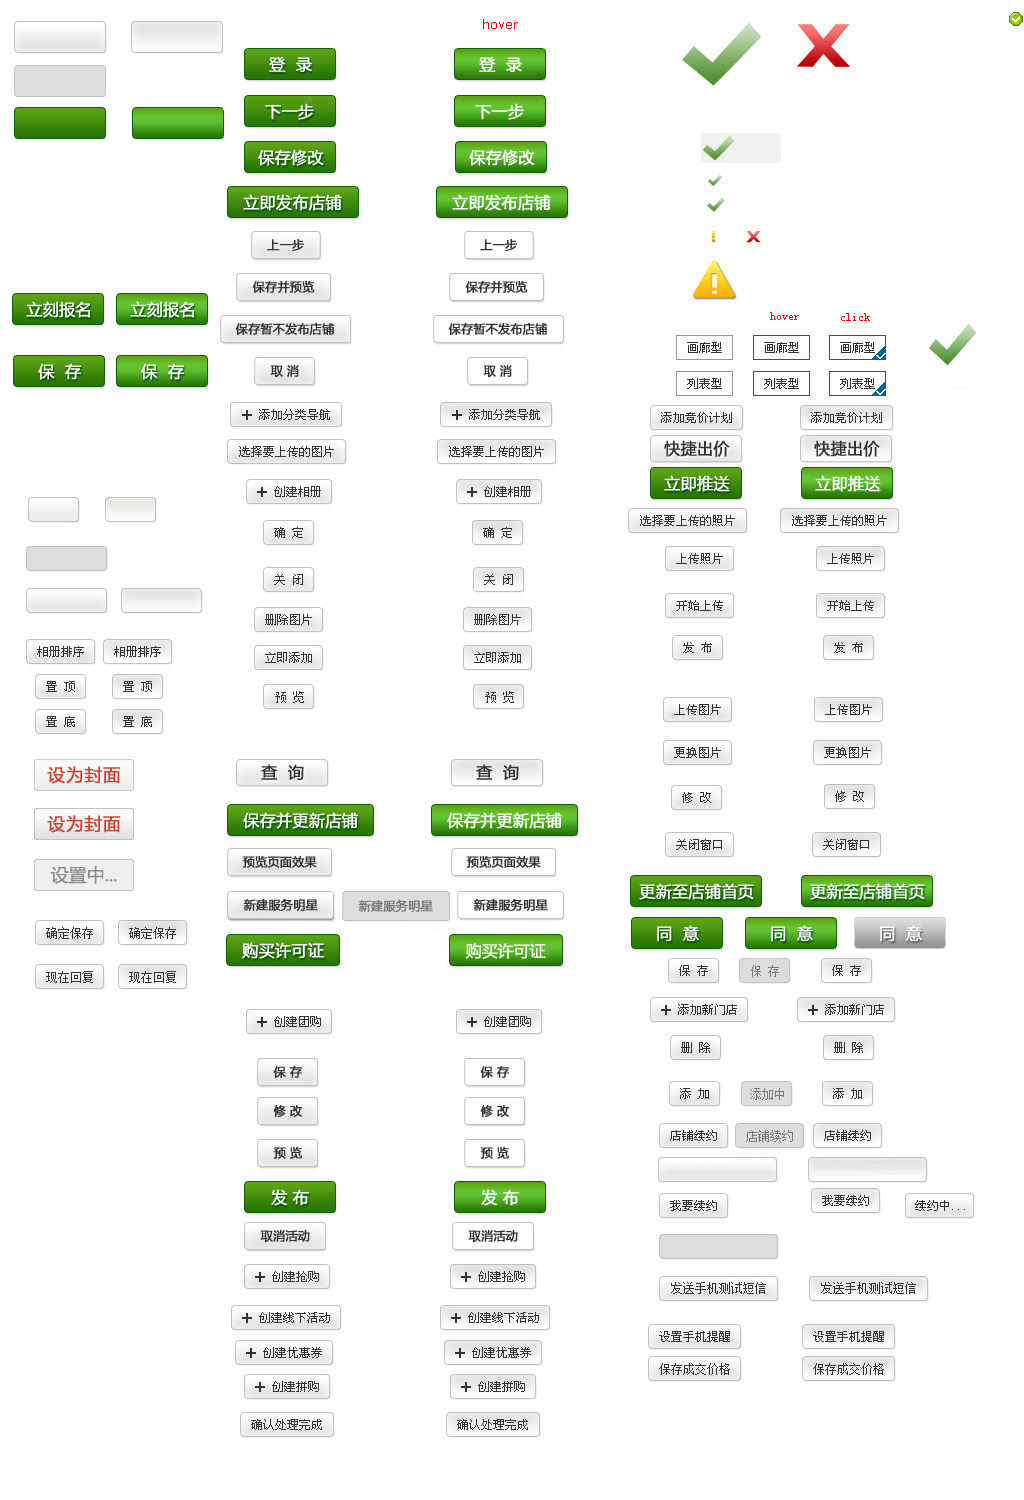 hover
登 录 登 录
下一步 下一步
保存修改 保存修改
立即发布店铺 立即发布店铺
上一步 上一步
保存并预览 保存并预览
立刻报名 立刻报名
保存暂不发布店铺 保存暂不发布店铺
hover click
画廊型 画廊型 画廊型
保 存 保 存
取 消 取 消
列表型 列表型 列表型
+ 添加分类导航 + 添加分类导航
添加竞价计划 添加竞价计划
选择要上传的图片 选择要上传的图片
快捷出价 快捷出价
立即推送 立即推送
+ 创建相册 + 创建相册
选择要上传的照片 选择要上传的照片
确 定 确 定
上传照片 上传照片
关 闭 关 闭
开始上传 开始上传
删除图片 删除图片
相册排序 相册排序
立即添加 立即添加
发 布 发 布
置 顶 置 顶
预 览 预 览
上传图片 上传图片
置 底 置 底
更换图片 更换图片
设为封面
查 询 查 询
修 改 修 改
设为封面
保存并更新店铺 保存并更新店铺
关闭窗口 关闭窗口
设置中...
预览页面效果 预览页面效果
更新至店铺首页 更新至店铺首页
新建服务明星 新建服务明星 新建服务明星
确定保存 确定保存
同 意 同 意 同 意
购买许可证 购买许可证
现在回复 现在回复
保 存 保 存 保 存
+ 添加新门店 + 添加新门店
+ 创建团购 + 创建团购
删 除 删 除
保 存 保 存
添 加 添加中 添 加
修 改 修 改
店铺续约 店铺续约 店铺续约
预 览 预 览
发 布 发 布
我要续约 我要续约 续约中...
取消活动 取消活动
+ 创建抢购 + 创建抢购
发送手机测试短信 发送手机测试短信
+ 创建线下活动 + 创建线下活动
设置手机提醒 设置手机提醒
+ 创建优惠券 + 创建优惠券
保存成交价格 保存成交价格
+ 创建拼购 + 创建拼购
确认处理完成 确认处理完成